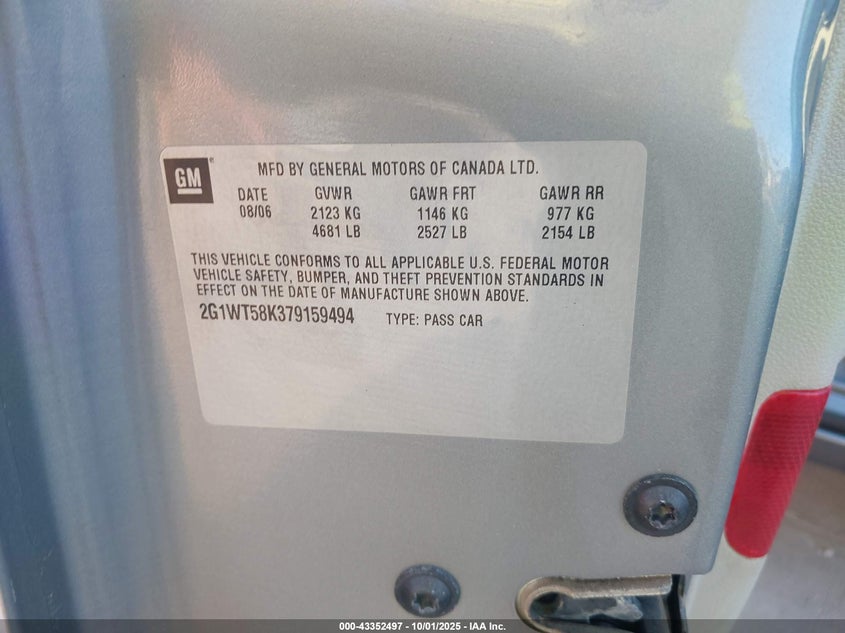 GM
MFD BY GENERAL MOTORS OF CANADA LTD.
DATE GVWR GAWR FRT GAWR RR
08/06 2123 KG 1146 KG 977 KG
4681 LB 2527 LB 2154 LB
THIS VEHICLE CONFORMS TO ALL APPLICABLE U.S. FEDERAL MOTOR
VEHICLE SAFETY, BUMPER, AND THEFT PREVENTION STANDARDS IN
EFFECT ON THE DATE OF MANUFACTURE SHOWN ABOVE.
2G1WT58K379159494 TYPE: PASS CAR
000-43352497 - 10/01/2025 - IAA Inc.